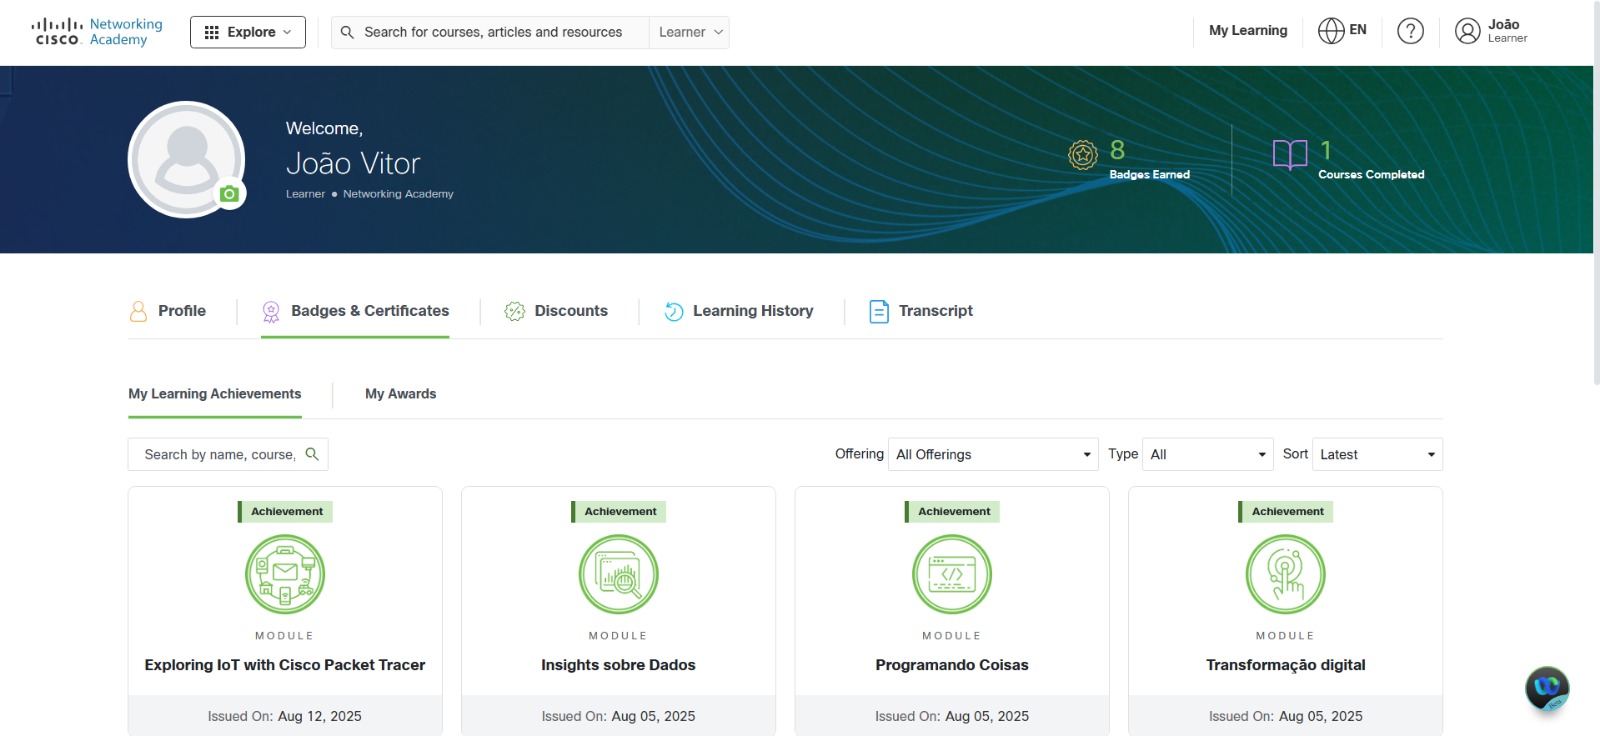 CISCO Networking Academy
Explore
Search for courses, articles and resources
Learner
My Learning
EN
?
João
Learner
Welcome,
João Vitor
Learner • Networking Academy
8
Badges Earned
1
Courses Completed
Profile
Badges & Certificates
Discounts
Learning History
Transcript
My Learning Achievements
My Awards
Search by name, course,
Offering All Offerings
Type All
Sort Latest
Achievement
MODULE
Exploring IoT with Cisco Packet Tracer
Issued On: Aug 12, 2025
Achievement
MODULE
Insights sobre Dados
Issued On: Aug 05, 2025
Achievement
</>
MODULE
Programando Coisas
Issued On: Aug 05, 2025
Achievement
MODULE
Transformação digital
Issued On: Aug 05, 2025
Beta